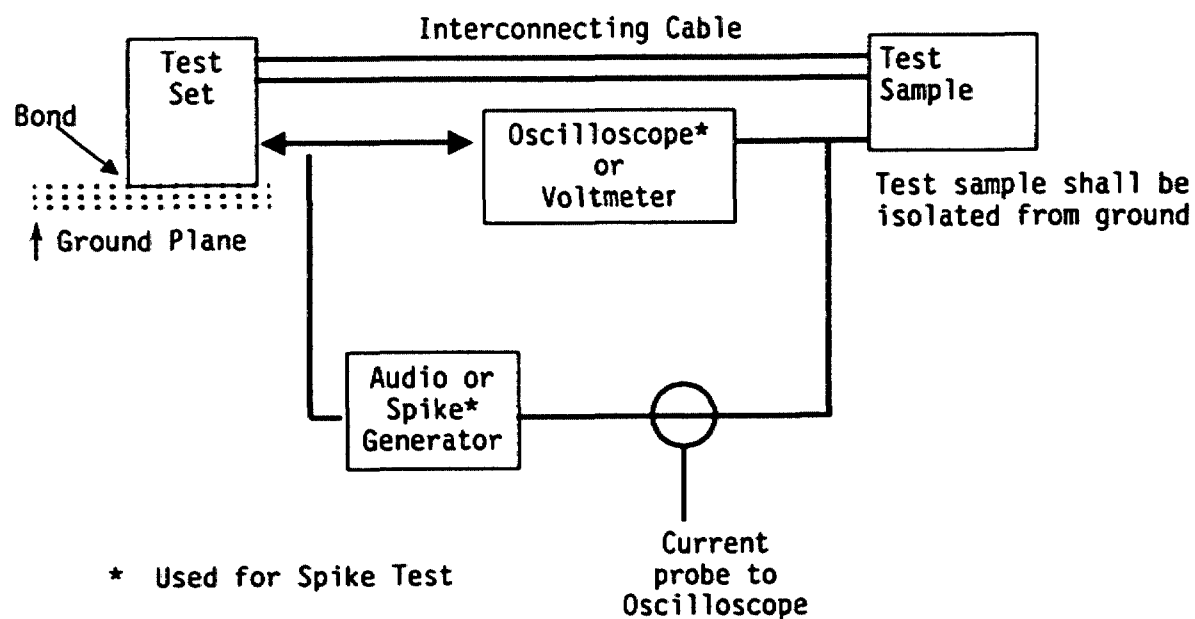 Interconnecting Cable
Test
Set
Test
Sample
Bond
Oscilloscope*
or
Voltmeter
Test sample shall be
isolated from ground
Ground Plane
Audio or
Spike*
Generator
Current
probe to
Oscilloscope
* Used for Spike Test